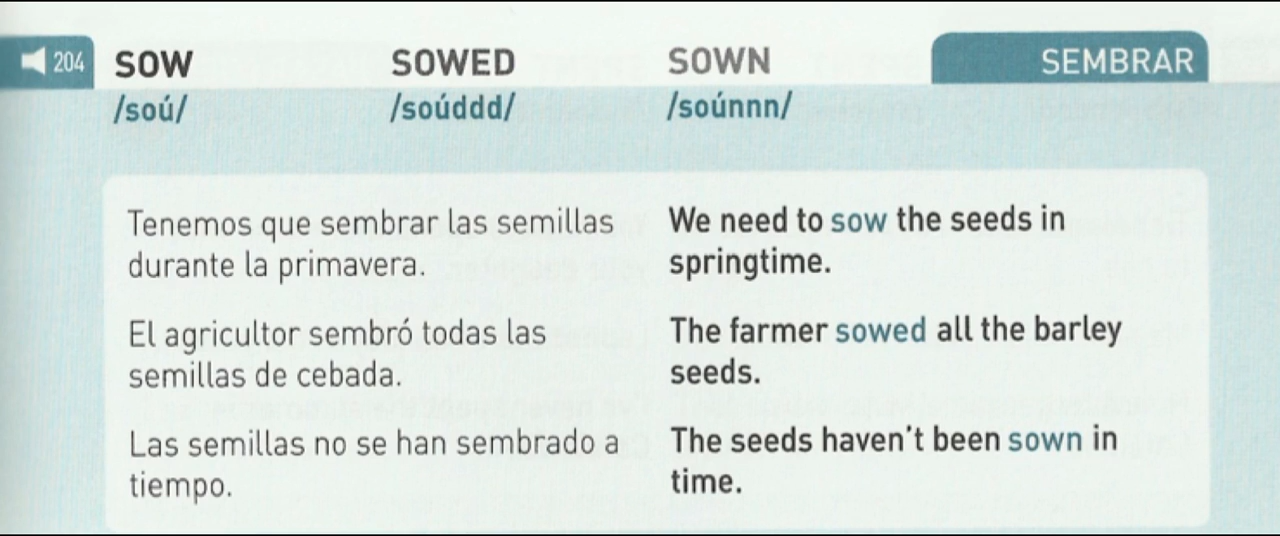 204 SOW SOWED SOWN SEMBRAR
/soú/ /soúddd/ /soúnnn/
Tenemos que sembrar las semillas
durante la primavera.
We need to sow the seeds in
springtime.
El agricultor sembró todas las
semillas de cebada.
The farmer sowed all the barley
seeds.
Las semillas no se han sembrado a
tiempo.
The seeds haven't been sown in
time.